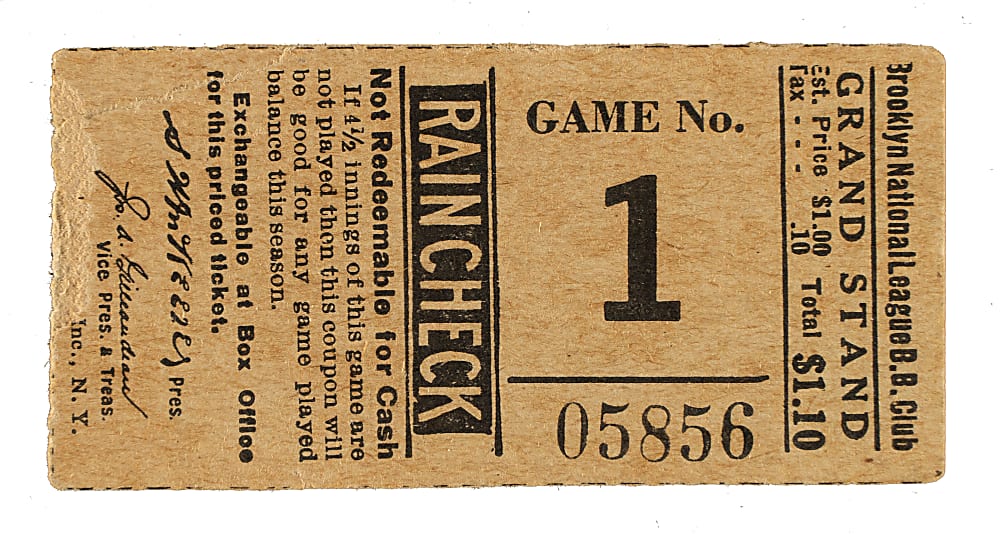 Brooklyn National League B.B. Club
GRAND STAND
Est. Price $1.00
Tax - - - .10
Total $1.10
GAME No.
1
05856
RAIN CHECK
Not Redeemable for Cash
If 4½ innings of this game are
not played then this coupon will
be good for any game played
balance this season.
Exchangeable at Box Office
for this priced ticket.
Pres.
Vice Pres. & Treas.
Inc., N. Y.